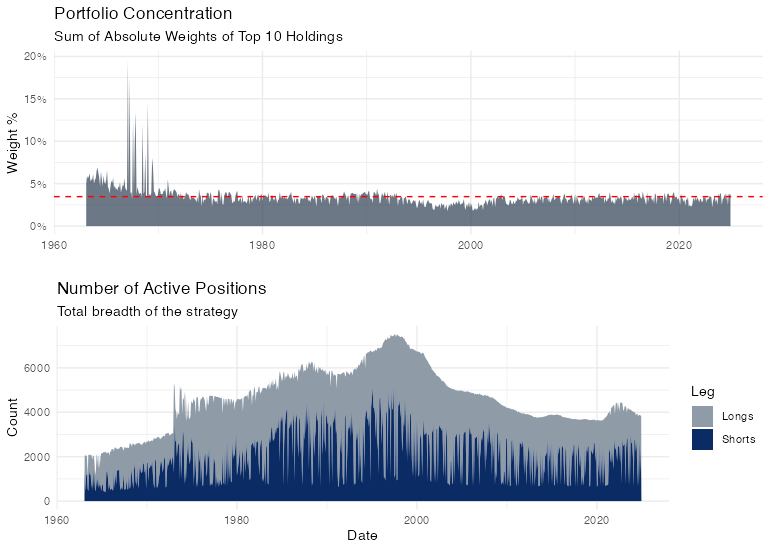 Portfolio Concentration
Sum of Absolute Weights of Top 10 Holdings
20%
15%
10%
5%
0%
Weight %
1960
1980
2000
2020
Number of Active Positions
Total breadth of the strategy
6000
4000
2000
0
Count
1960
1980
2000
2020
Date
Leg
Longs
Shorts